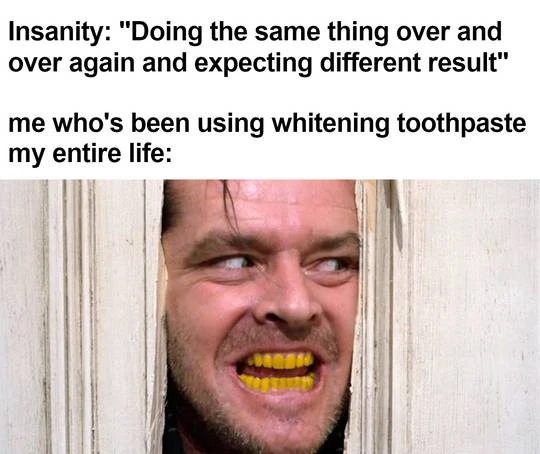 Insanity: "Doing the same thing over and
over again and expecting different result"
me who's been using whitening toothpaste
my entire life: